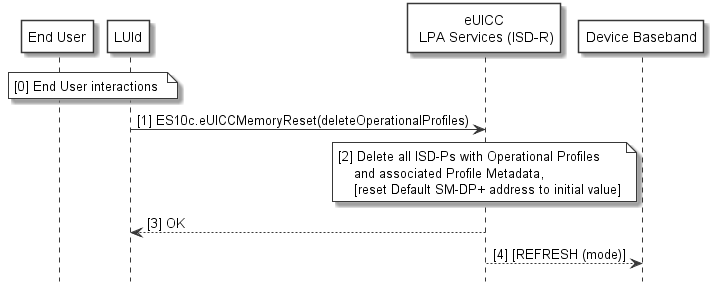 End User
LUId
eUICC
LPA Services (ISD-R)
Device Baseband
[0] End User interactions
[1] ES10c.eUICCMemoryReset(deleteOperationalProfiles)
[2] Delete all ISD-Ps with Operational Profiles
and associated Profile Metadata,
[reset Default SM-DP+ address to initial value]
[3] OK
[4] [REFRESH (mode)]